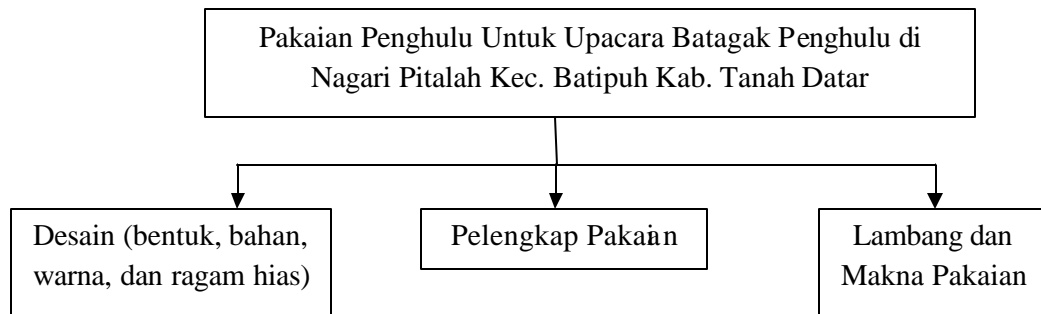 Pakaian Penghulu Untuk Upacara Batagak Penghulu di
Nagari Pitalah Kec. Batipuh Kab. Tanah Datar
Desain (bentuk, bahan,
warna, dan ragam hias)
Pelengkap Pakaian
Lambang dan
Makna Pakaian